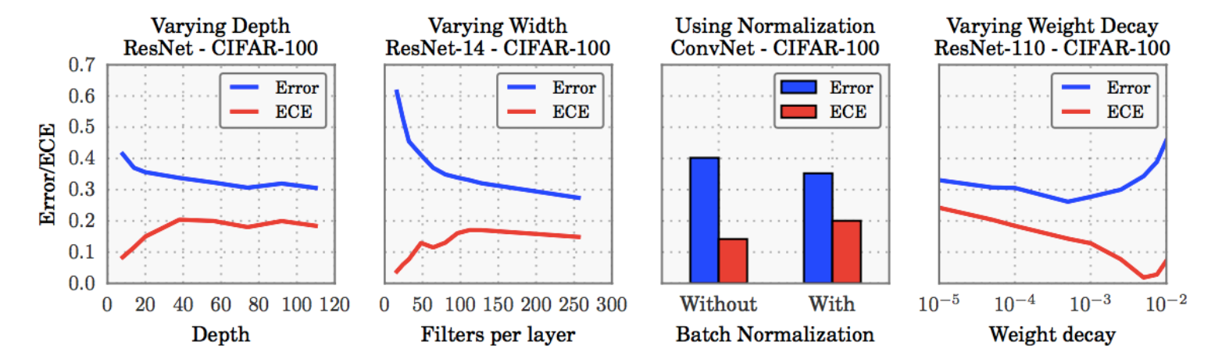 Varying Depth
ResNet - CIFAR-100
Varying Width
ResNet-14 - CIFAR-100
Using Normalization
ConvNet - CIFAR-100
Varying Weight Decay
ResNet-110 - CIFAR-100
Error/ECE
0.7
0.6
0.5
0.4
0.3
0.2
0.1
0.0
Error
ECE
0 20 40 60 80 100 120
Depth
Error
ECE
0 50 100 150 200 250 300
Filters per layer
Error
ECE
Without With
Batch Normalization
Error
ECE
10⁻⁵ 10⁻⁴ 10⁻³ 10⁻²
Weight decay